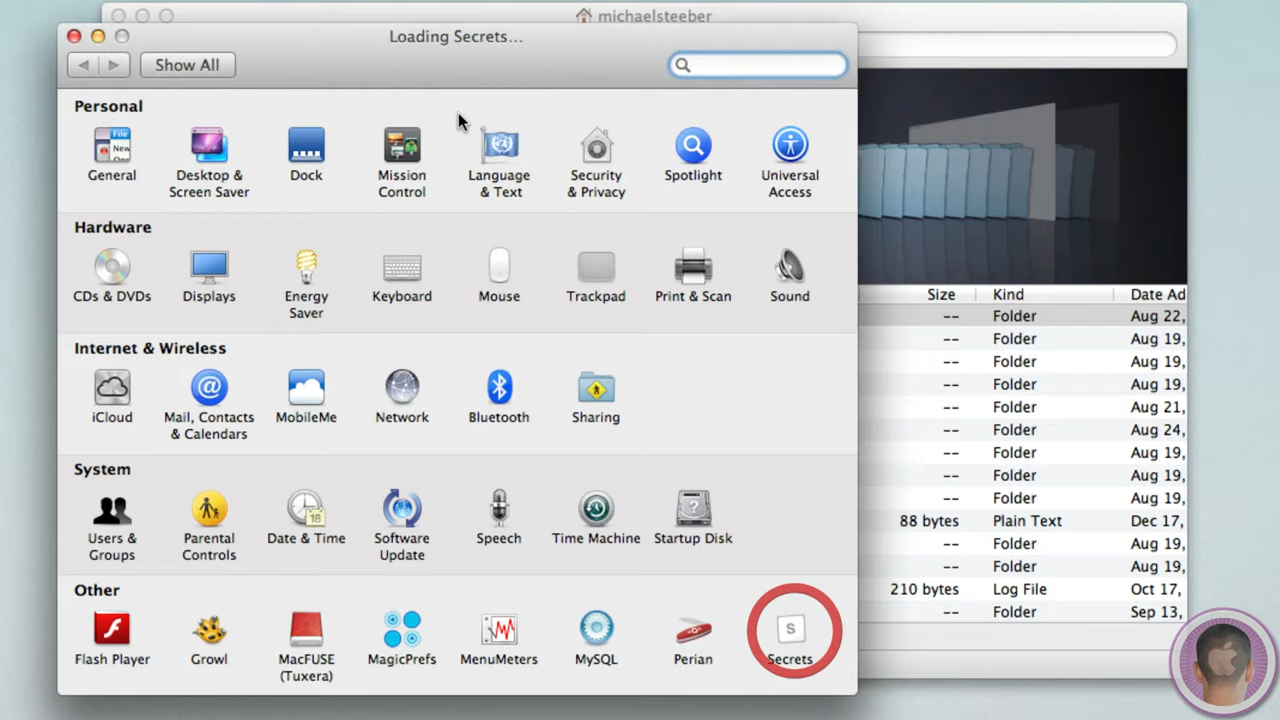 michaelsteeber
Loading Secrets...
Show All
Personal
File
New
Ope
General
Desktop &
Screen Saver
Dock
Mission
Control
Language
& Text
Security
& Privacy
Spotlight
Universal
Access
Hardware
CDs & DVDs
Displays
Energy
Saver
Keyboard
Mouse
Trackpad
Print & Scan
Sound
Internet & Wireless
iCloud
@
Mail, Contacts
& Calendars
MobileMe
Network
Bluetooth
Sharing
System
Users &
Groups
Parental
Controls
18
Date & Time
Software
Update
Speech
Time Machine
?
Startup Disk
Other
Flash Player
Growl
MacFUSE
(Tuxera)
MagicPrefs
MenuMeters
MySQL
Perian
S
Secrets
Size Kind Date Ad
-- Folder Aug 22,
-- Folder Aug 19,
-- Folder Aug 19,
-- Folder Aug 19,
-- Folder Aug 21,
-- Folder Aug 24,
-- Folder Aug 19,
-- Folder Aug 19,
-- Folder Aug 19,
88 bytes Plain Text Dec 17,
-- Folder Aug 19,
-- Folder Aug 19,
210 bytes Log File Oct 17,
-- Folder Sep 13,